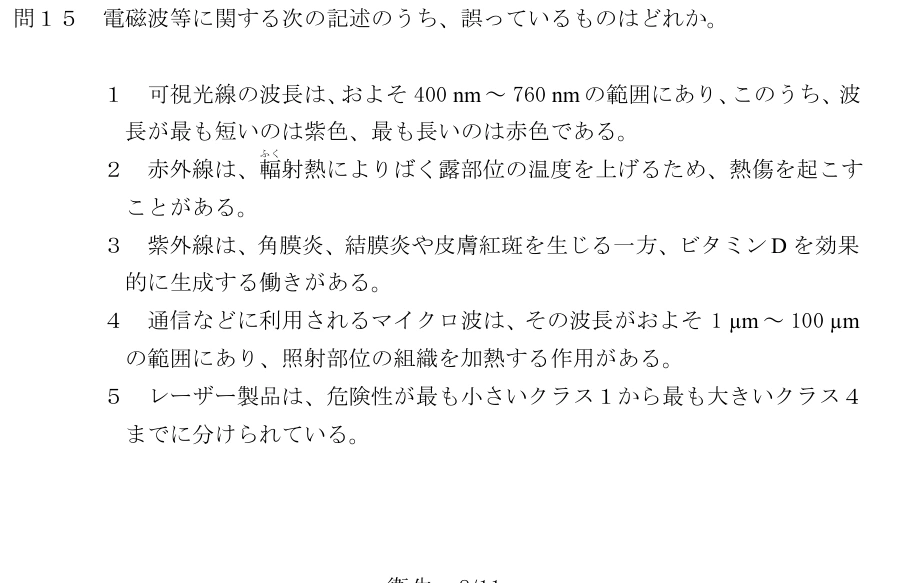 問１５　電磁波等に関する次の記述のうち、誤っているものはどれか。
１　可視光線の波長は、およそ 400 nm～ 760 nmの範囲にあり、このうち、波
長が最も短いのは紫色、最も長いのは赤色である。
ふく
２　赤外線は、輻射熱によりばく露部位の温度を上げるため、熱傷を起こす
ことがある。
３　紫外線は、角膜炎、結膜炎や皮膚紅斑を生じる一方、ビタミンDを効果
的に生成する働きがある。
４　通信などに利用されるマイクロ波は、その波長がおよそ 1 μm～ 100 μm
の範囲にあり、照射部位の組織を加熱する作用がある。
５　レーザー製品は、危険性が最も小さいクラス１から最も大きいクラス４
までに分けられている。